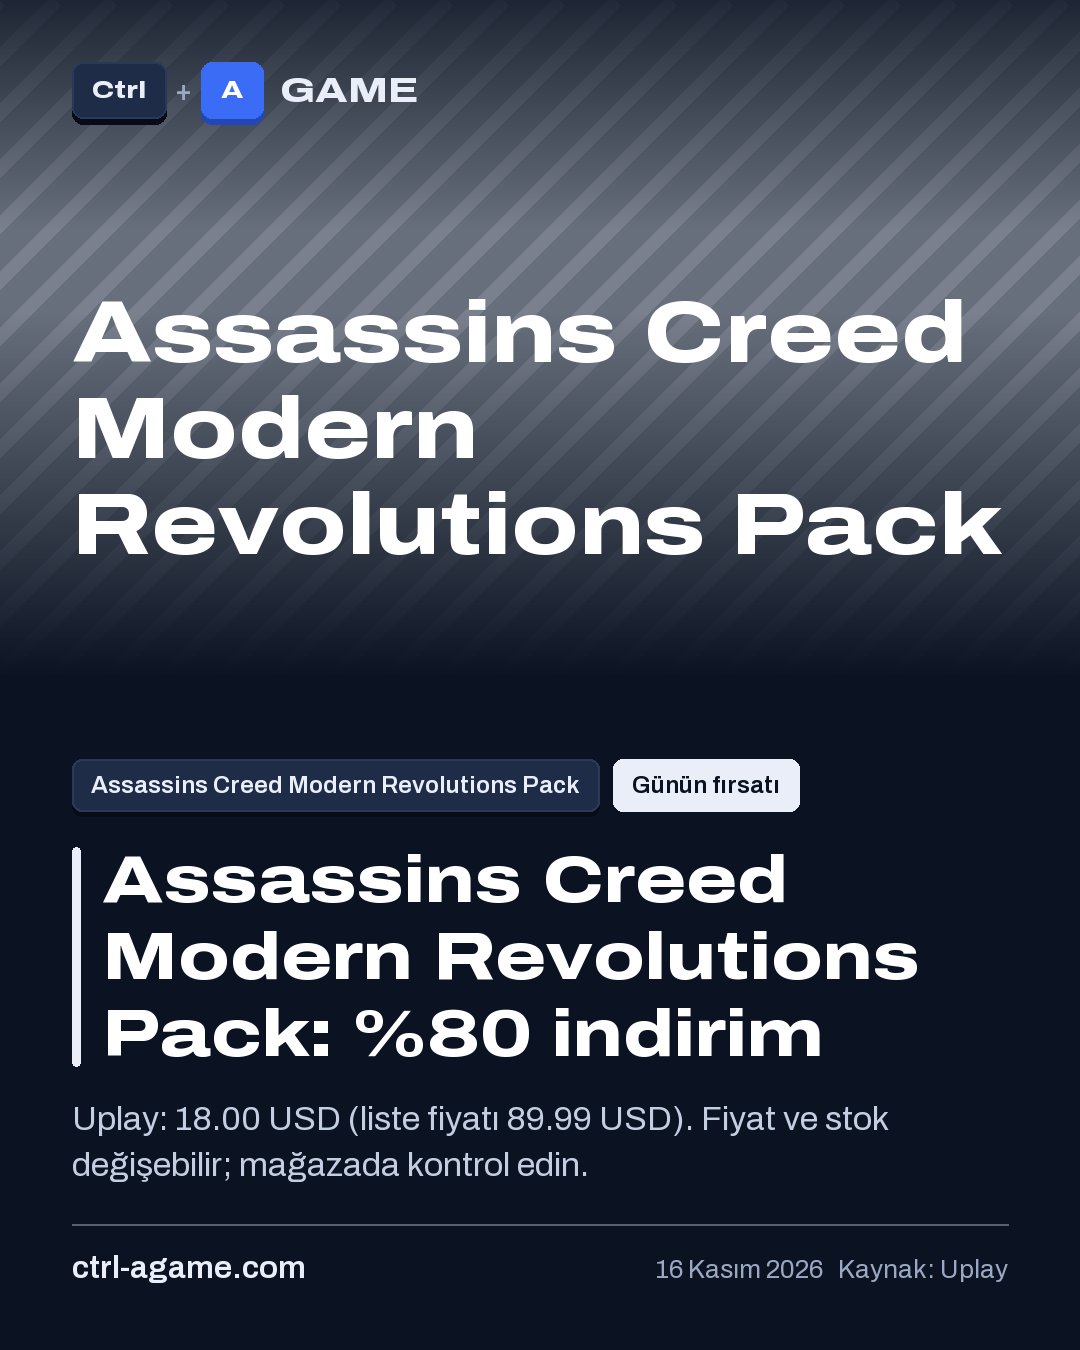 Ctrl + A GAME
Assassins Creed
Modern
Revolutions Pack
Assassins Creed Modern Revolutions Pack Günün fırsatı
Assassins Creed
Modern Revolutions
Pack: %80 indirim
Uplay: 18.00 USD (liste fiyatı 89.99 USD). Fiyat ve stok
değişebilir; mağazada kontrol edin.
ctrl-agame.com 16 Kasım 2026 Kaynak: Uplay